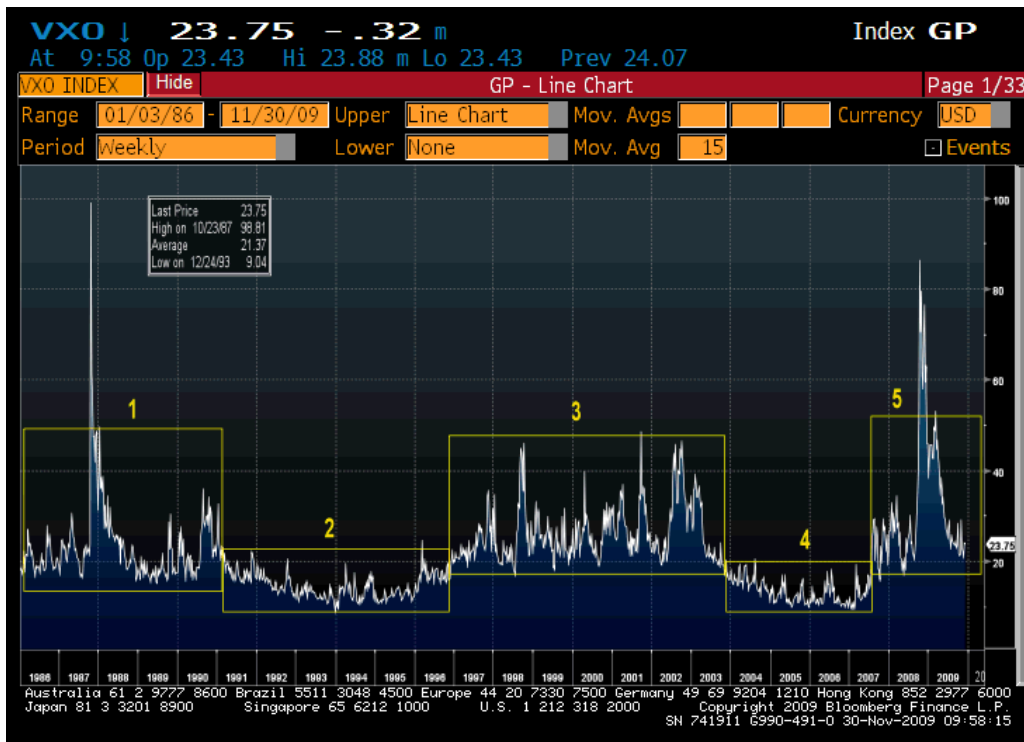 VXO ↓ 23.75 -.32 m Index GP
At 9:58 Op 23.43 Hi 23.88 m Lo 23.43 Prev 24.07
VXO INDEX Hide GP - Line Chart Page 1/33
Range 01/03/86 - 11/30/09 Upper Line Chart Mov. Avgs Currency USD
Period Weekly Lower None Mov. Avg 15 Events
Last Price 23.75
High on 10/23/87 98.81
Average 21.37
Low on 12/24/93 9.04
100
80
60
40
23.75
20
1
2
3
4
5
1986 1987 1988 1989 1990 1991 1992 1993 1994 1995 1996 1997 1998 1999 2000 2001 2002 2003 2004 2005 2006 2007 2008 2009 20
Australia 61 2 9777 8600 Brazil 5511 3048 4500 Europe 44 20 7330 7500 Germany 49 69 9204 1210 Hong Kong 852 2977 6000
Japan 81 3 3201 8900 Singapore 65 6212 1000 U.S. 1 212 318 2000 Copyright 2009 Bloomberg Finance L.P.
SN 741911 G990-491-0 30-Nov-2009 09:58:15